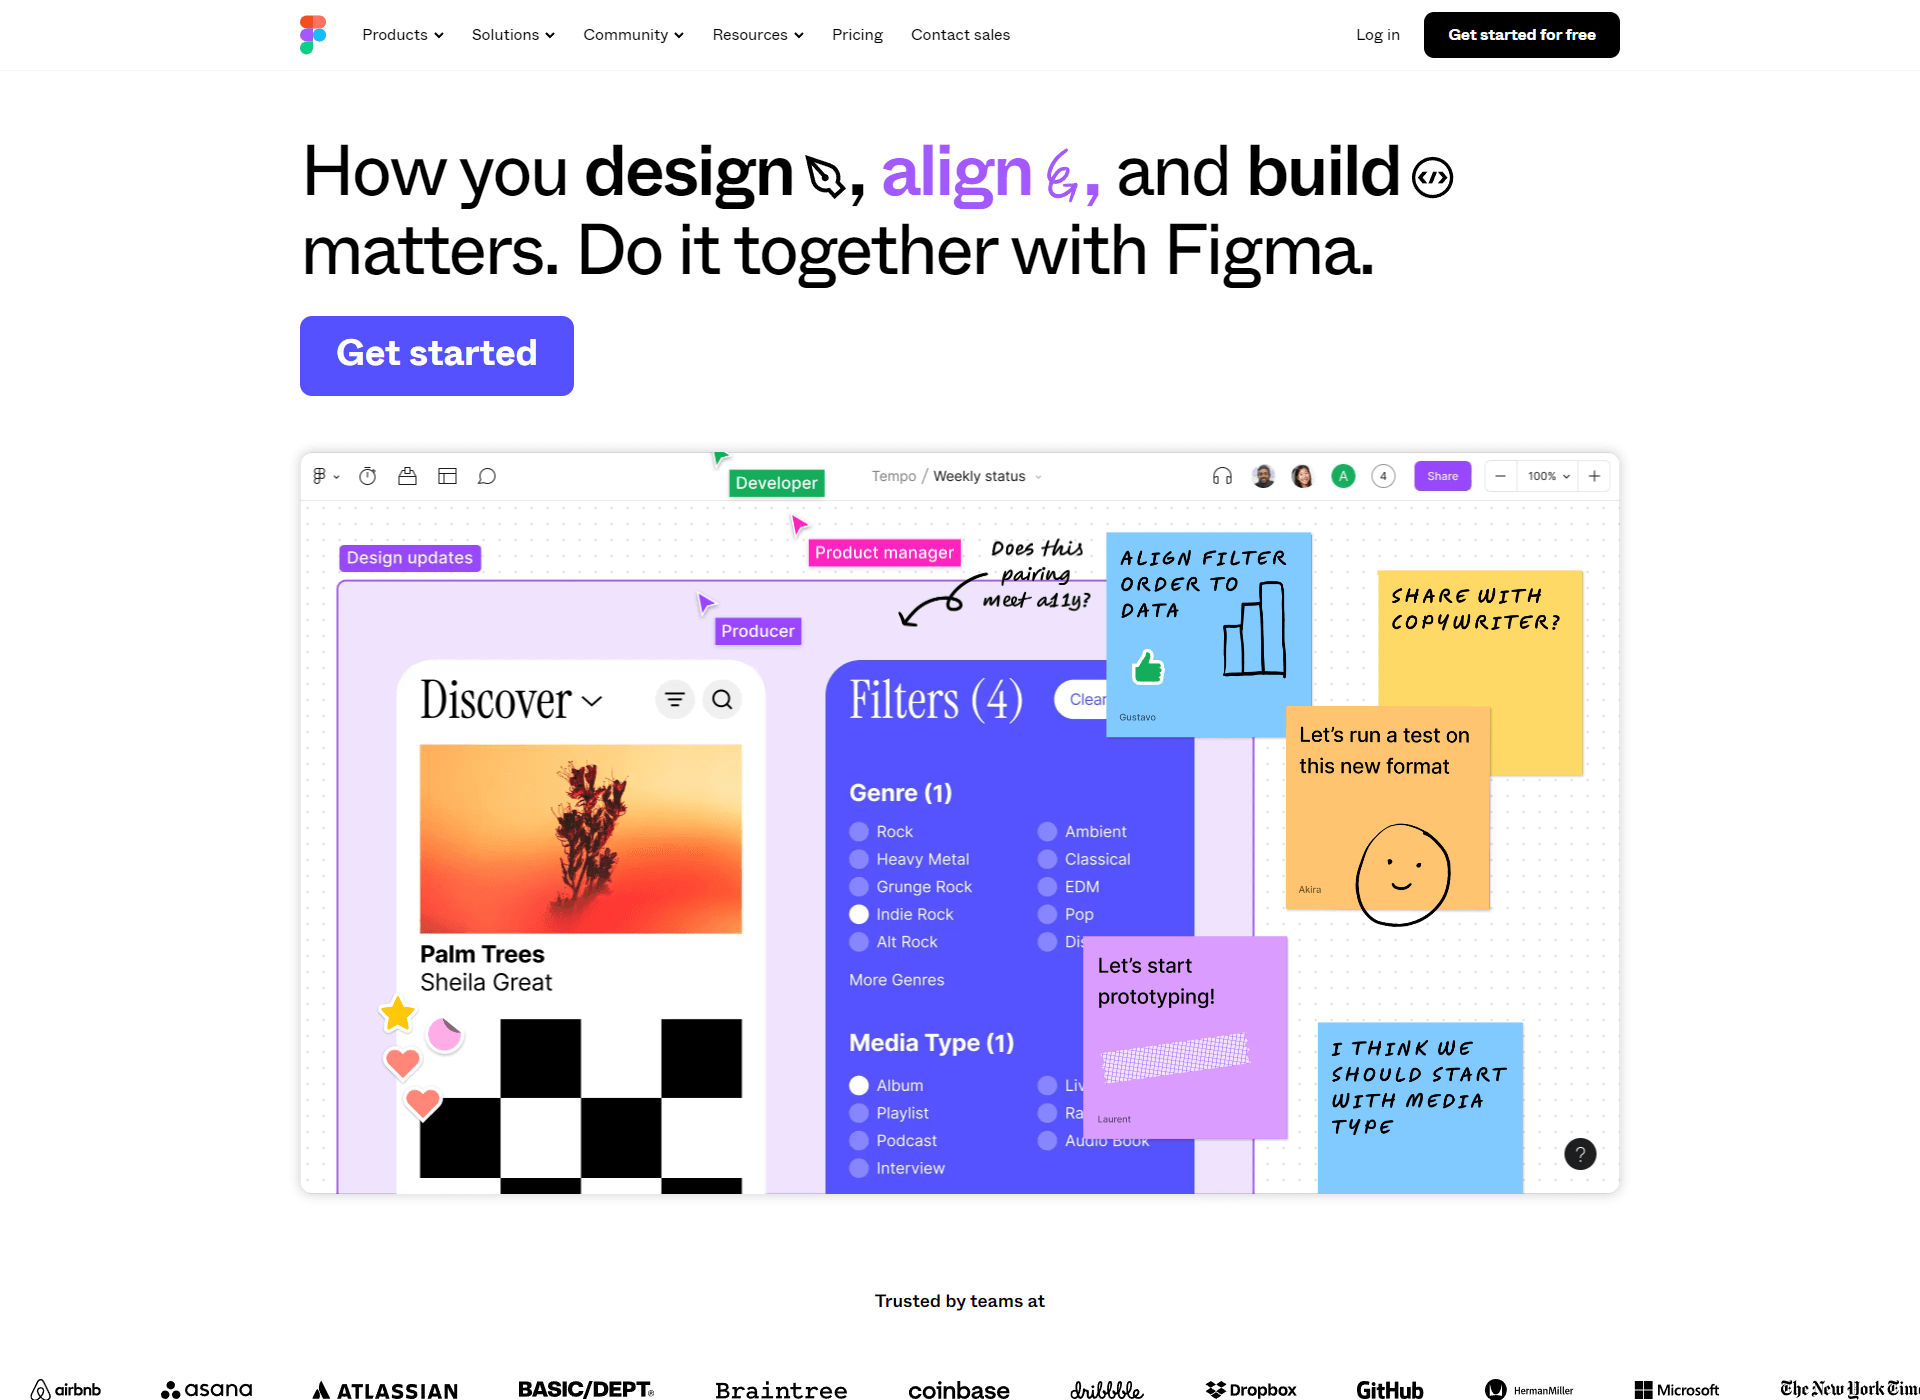 Products
Solutions
Community
Resources
Pricing
Contact sales
Log in
Get started for free
How you design, align, and build
matters. Do it together with Figma.
Get started
Developer
Tempo / Weekly status
A
4
Share
100%
Product manager
Design updates
Does this
pairing
meet a11y?
Producer
ALIGN FILTER
ORDER TO
DATA
Gustavo
SHARE WITH
COPYWRITER?
Let's run a test on
this new format
Akira
Discover
Palm Trees
Sheila Great
Filters (4)
Clear
Genre (1)
Rock
Heavy Metal
Grunge Rock
Indie Rock
Alt Rock
Ambient
Classical
EDM
Pop
More Genres
Let's start
prototyping!
Laurent
Media Type (1)
Album
Playlist
Podcast
Interview
Audio Book
I THINK WE
SHOULD START
WITH MEDIA
TYPE
?
Trusted by teams at
airbnb
asana
ATLASSIAN
BASIC/DEPT®
Braintree
coinbase
dribbble
Dropbox
GitHub
HermanMiller
Microsoft
The New York Tim